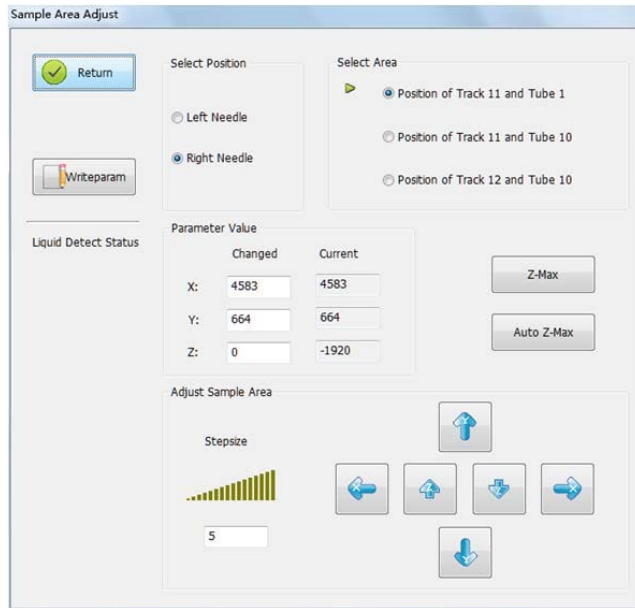 Sample Area Adjust
Return
Select Position
Select Area
Left Needle
Right Needle
Position of Track 11 and Tube 1
Position of Track 11 and Tube 10
Position of Track 12 and Tube 10
Writeparam
Liquid Detect Status
Parameter Value
Changed Current
X: 4583 4583
Y: 664 664
Z: 0 -1920
Z-Max
Auto Z-Max
Adjust Sample Area
Stepsize
5
Y
X Z Z X
Y